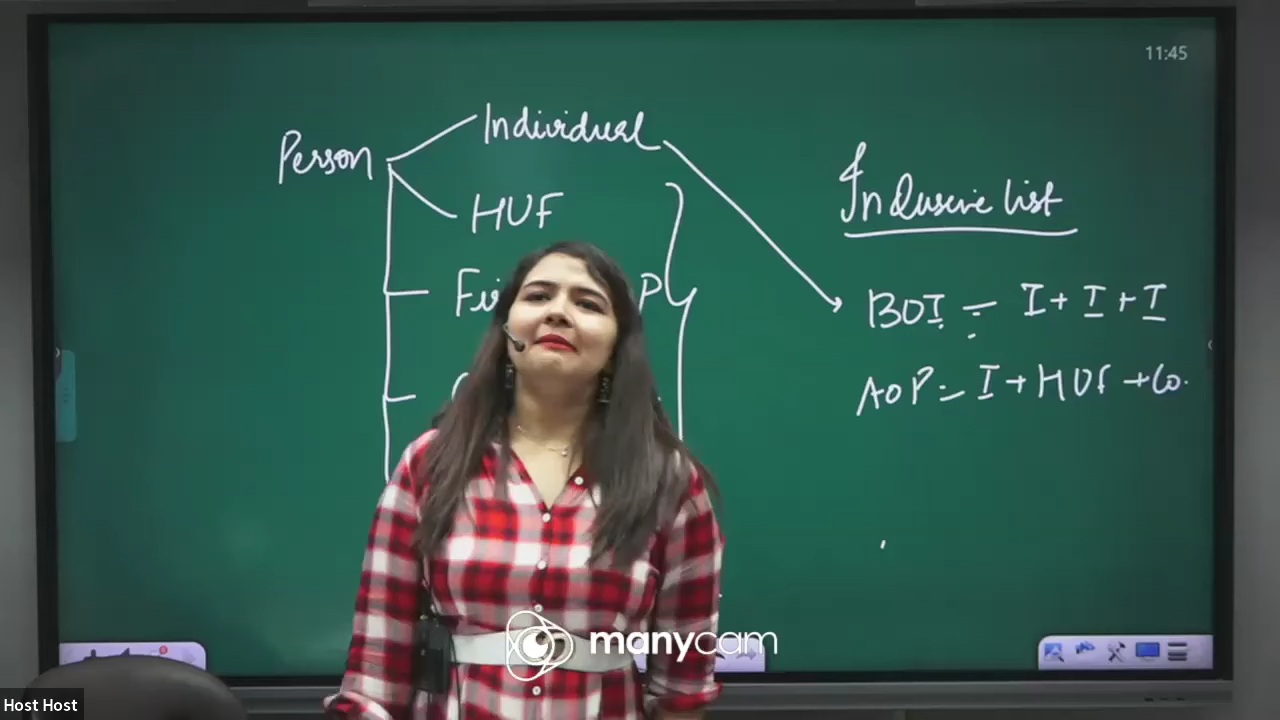 11:45
Person
Individual
HUF
Inclusive list
BOI = I + I + I
AOP = I + HUF + Co.
manycam
Host Host